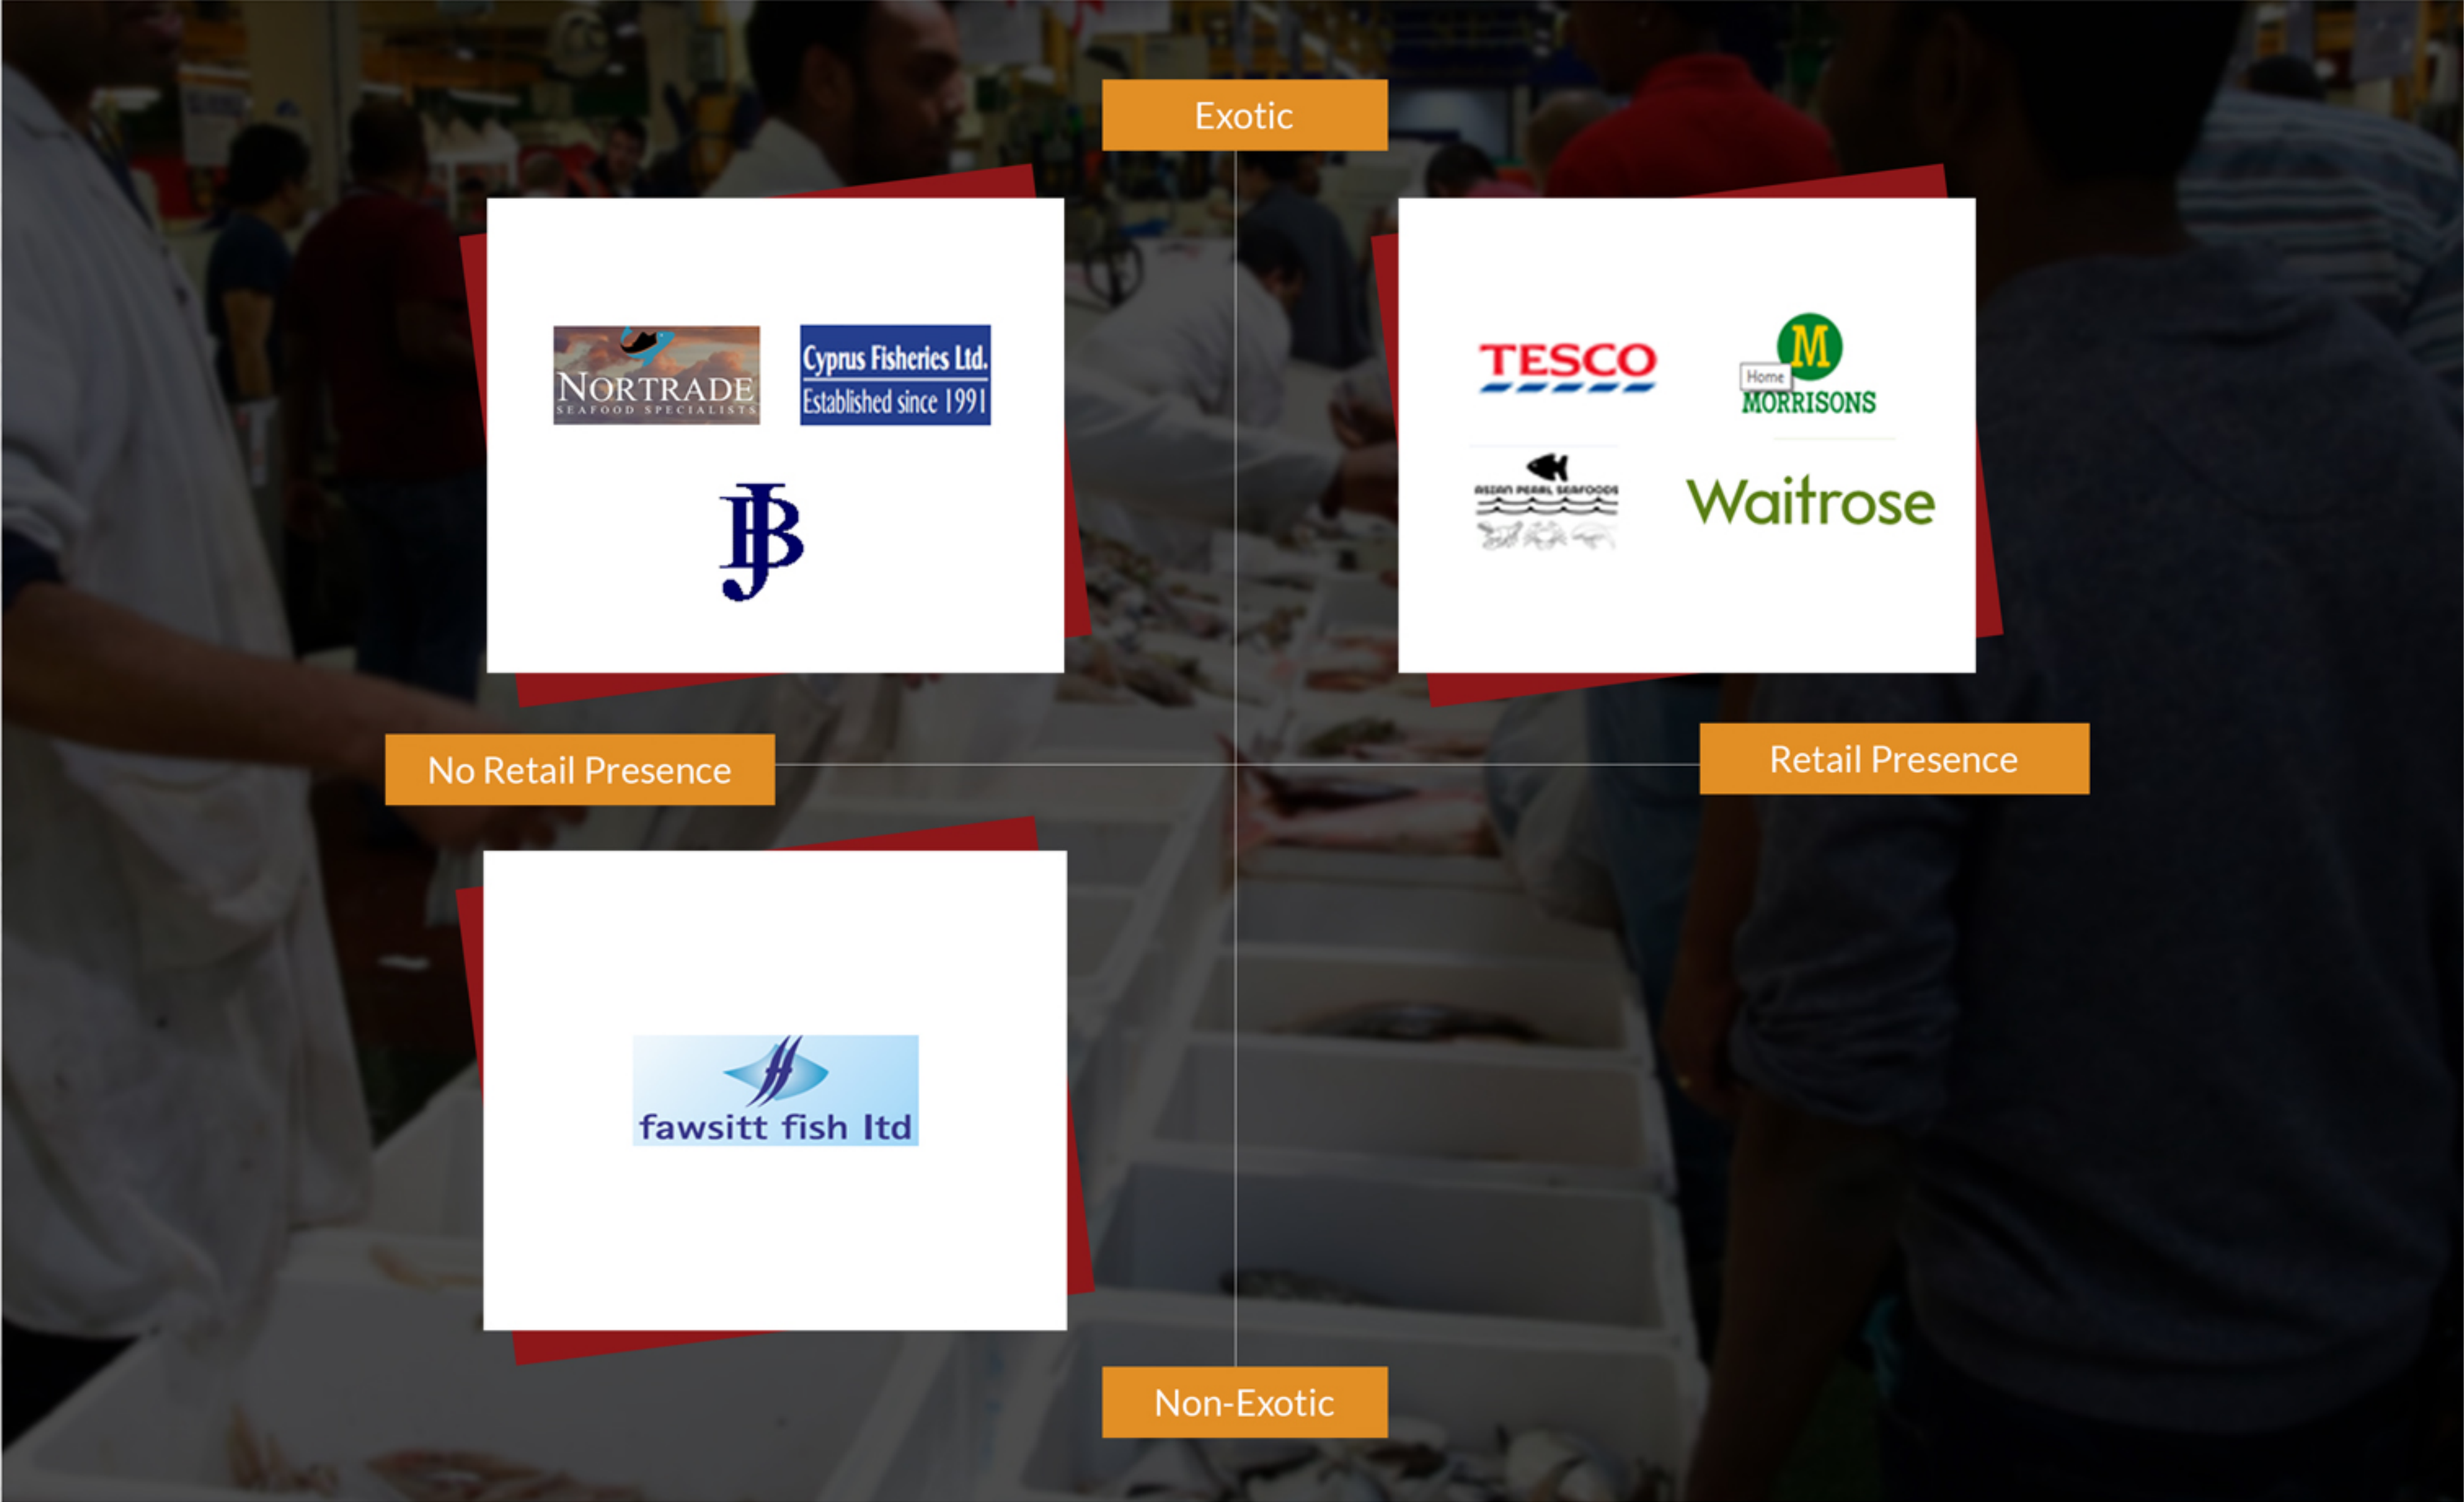 Exotic
NORTRADE
SEAFOOD SPECIALISTS
Cyprus Fisheries Ltd.
Established since 1991
JB
TESCO
M
Home
MORRISONS
ASIAN PEARL SEAFOODS
Waitrose
No Retail Presence
Retail Presence
fawsitt fish ltd
Non-Exotic